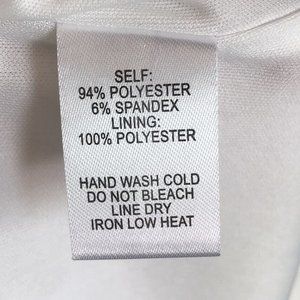 SELF:
94% POLYESTER
6% SPANDEX
LINING:
100% POLYESTER
HAND WASH COLD
DO NOT BLEACH
LINE DRY
IRON LOW HEAT